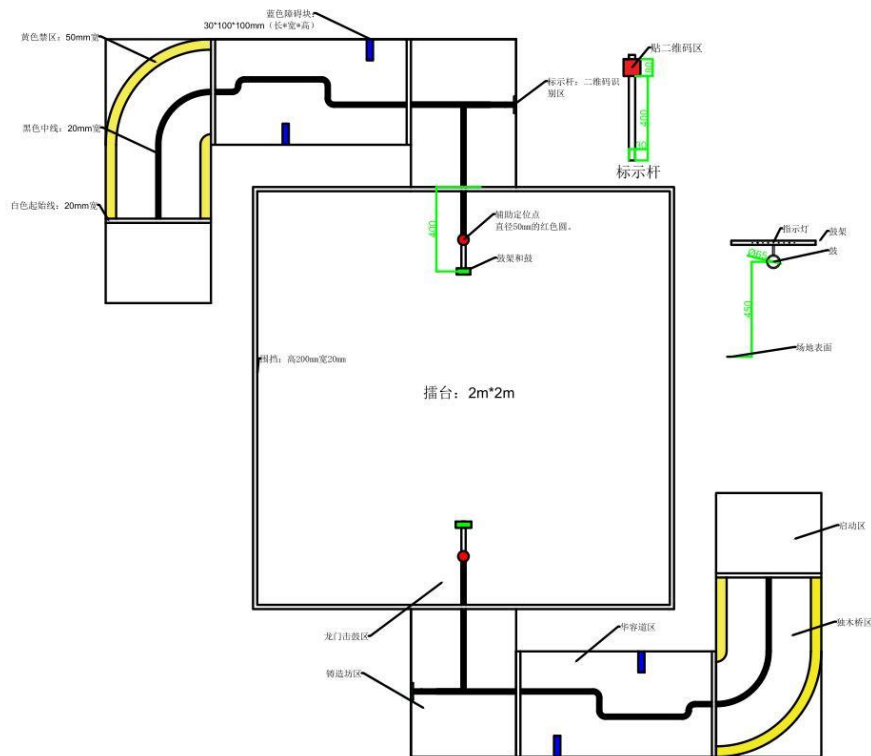 蓝色障碍块:
30*100*100mm(长*宽*高)
黄色禁区:50mm宽
贴二维码区
80
标示杆:二维码识
别区
400
30
黑色中线:20mm宽
标示杆
白色起始线:20mm宽
辅助定位点
直径50mm的红色圆。
400
指示灯
鼓架
鼓架和鼓
Ø65
鼓
450
场地表面
围挡:高200mm宽20mm
擂台:2m*2m
启动区
龙门击鼓区
华容道区
独木桥区
铸造坊区